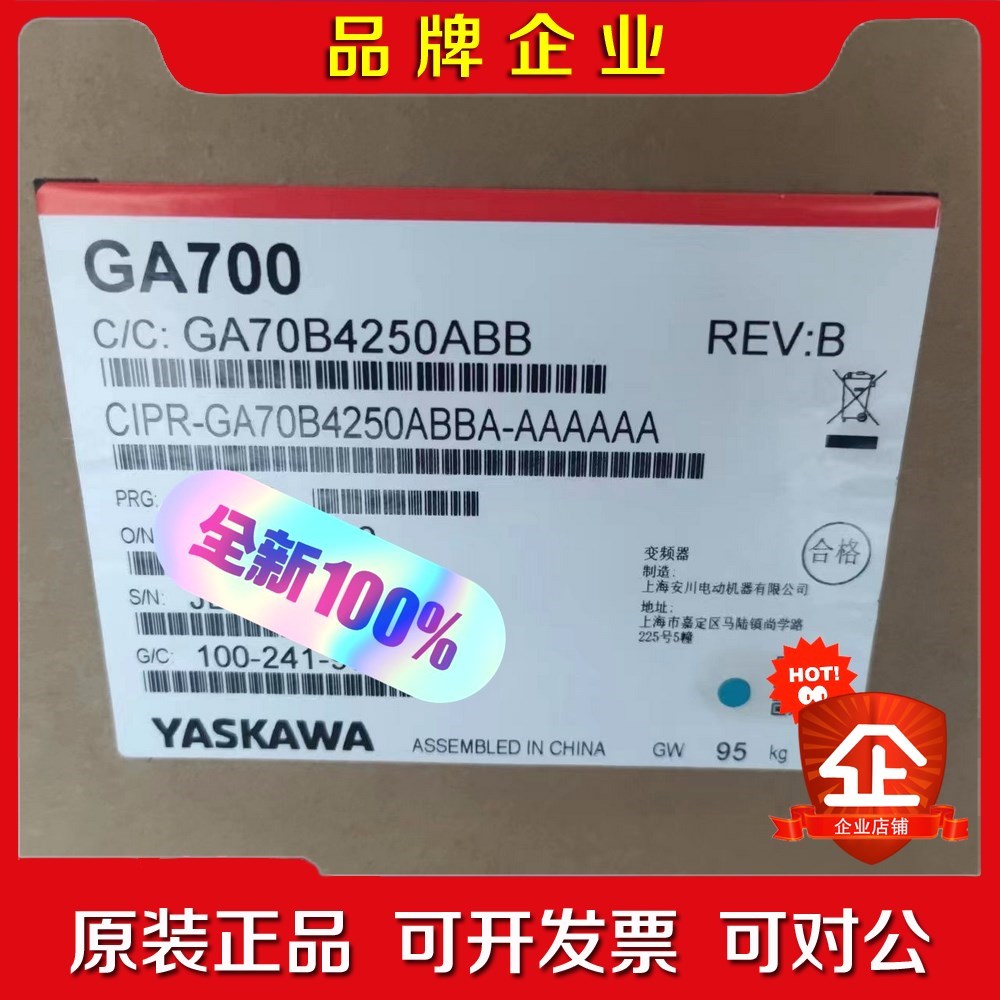 品牌企业
GA700
C/C: GA70B4250ABB
REV:B
CIPR-GA70B4250ABBA-AAAAAA
PRG:
O/N
S/N:
G/C: 100-241-
全新100%
变频器
制造:
上海安川电动机器有限公司
地址:
上海市嘉定区马陆镇尚学路
225号5幢
合格
YASKAWA
ASSEMBLED IN CHINA
GW 95 kg
HOT!
企
企业店铺
原装正品 可开发票 可对公